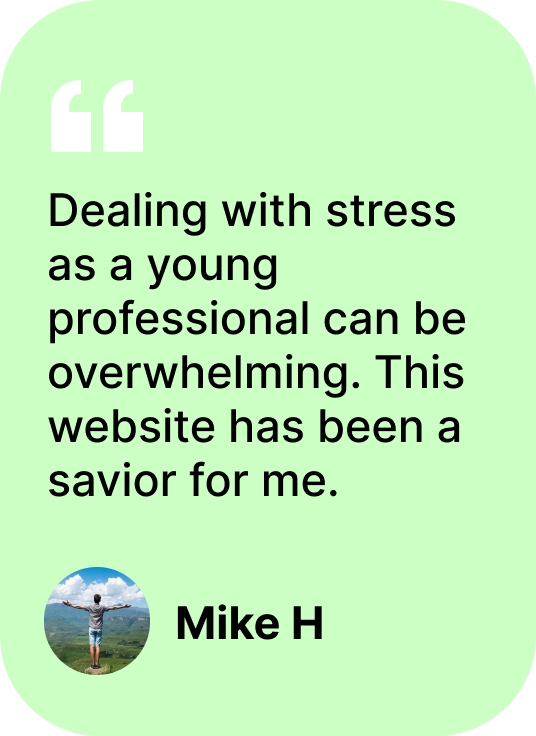 Dealing with stress
as a young
professional can be
overwhelming. This
website has been a
savior for me.
Mike H